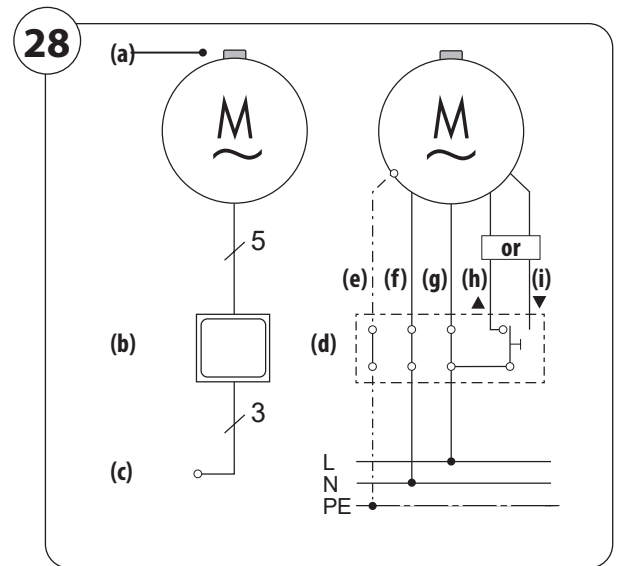 28
(a)
M
M
5
or
(e) (f) (g) (h) (i)
▲ ▼
(b)
(d)
3
(c)
L
N
PE